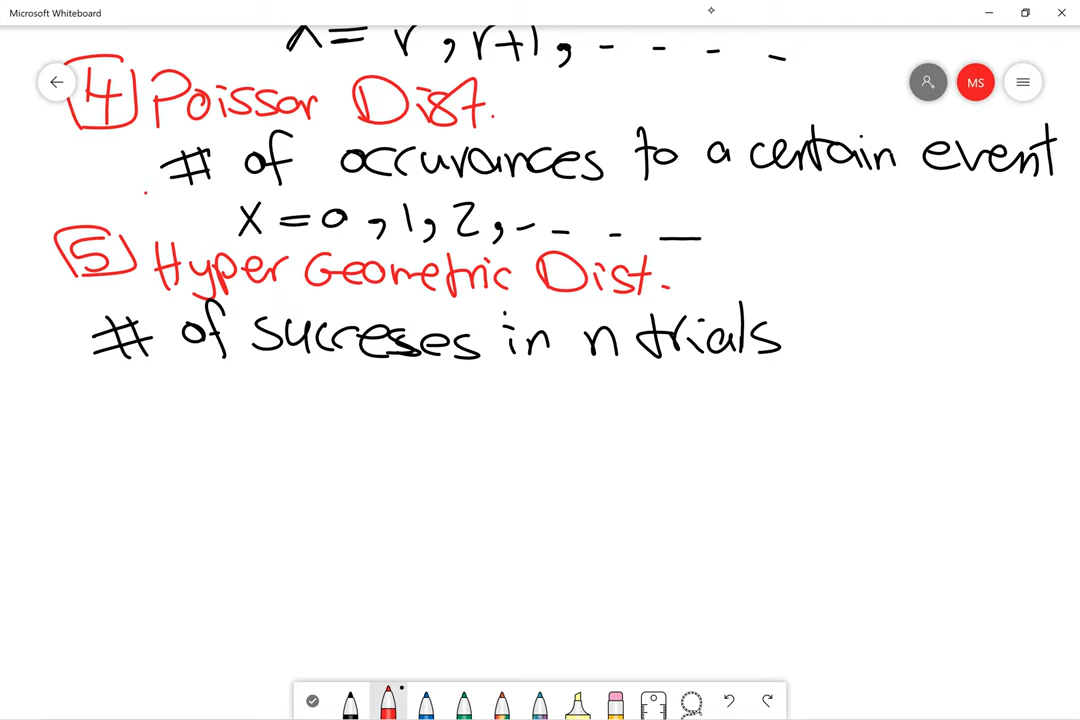 Microsoft Whiteboard
x = r, r+1, - - - -
MS
4 Poisson Dist.
# of occurances to a certain event
x = 0, 1, 2, - - - -
5 Hyper Geometric Dist.
# of succeses in n trials